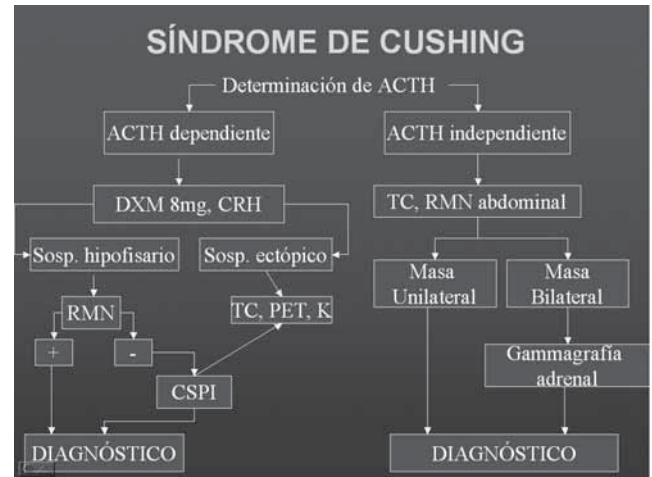 SÍNDROME DE CUSHING
Determinación de ACTH
ACTH dependiente
ACTH independiente
DXM 8mg, CRH
TC, RMN abdominal
Sosp. hipofisario
Sosp. ectópico
Masa
Unilateral
Masa
Bilateral
RMN
TC, PET, K
+
-
Gammagrafía
adrenal
CSPI
DIAGNÓSTICO
DIAGNÓSTICO